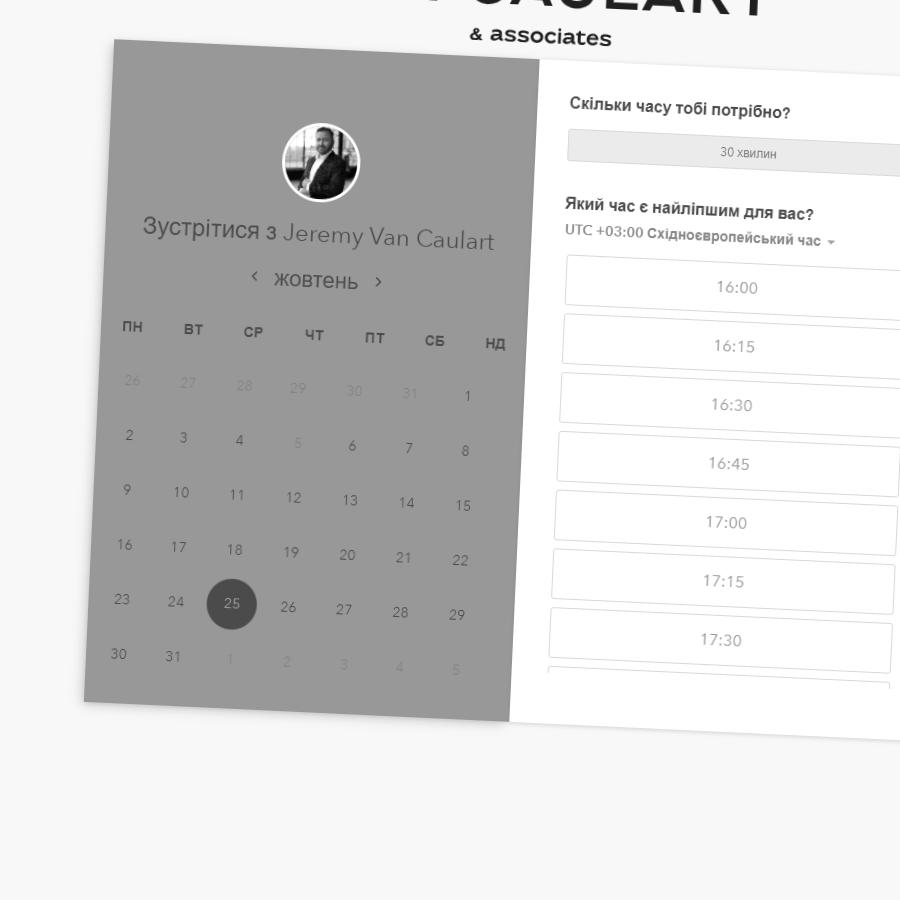 CAULART
& associates
Зустрітися з Jeremy Van Caulart
жовтень
ПН ВТ СР ЧТ ПТ СБ НД
26 27 28 29 30 31 1
2 3 4 5 6 7 8
9 10 11 12 13 14 15
16 17 18 19 20 21 22
23 24 25 26 27 28 29
30 31 1 2 3 4 5
Скільки часу тобі потрібно?
30 хвилин
Який час є найліпшим для вас?
UTC +03:00 Східноєвропейський час
16:00
16:15
16:30
16:45
17:00
17:15
17:30